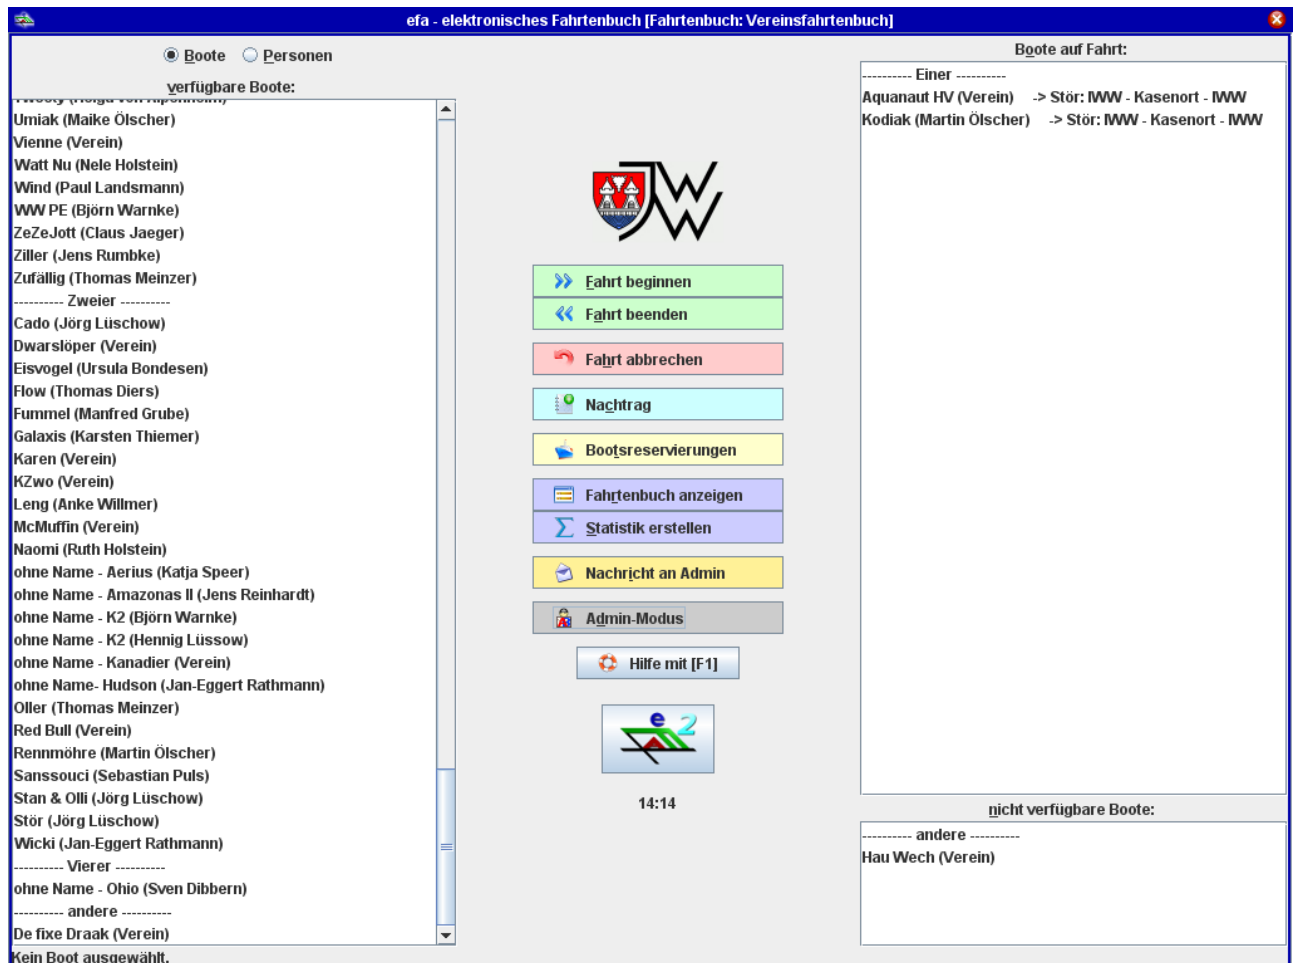 efa - elektronisches Fahrtenbuch [Fahrtenbuch: Vereinsfahrtenbuch]
Boote Personen
verfügbare Boote:
Umiak (Maike Ölscher)
Vienne (Verein)
Watt Nu (Nele Holstein)
Wind (Paul Landsmann)
WW PE (Björn Warnke)
ZeZeJott (Claus Jaeger)
Ziller (Jens Rumbke)
Zufällig (Thomas Meinzer)
---------- Zweier ----------
Cado (Jörg Lüschow)
Dwarslöper (Verein)
Eisvogel (Ursula Bondesen)
Flow (Thomas Diers)
Fummel (Manfred Grube)
Galaxis (Karsten Thiemer)
Karen (Verein)
KZwo (Verein)
Leng (Anke Willmer)
McMuffin (Verein)
Naomi (Ruth Holstein)
ohne Name - Aerius (Katja Speer)
ohne Name - Amazonas II (Jens Reinhardt)
ohne Name - K2 (Björn Warnke)
ohne Name - K2 (Hennig Lüssow)
ohne Name - Kanadier (Verein)
ohne Name- Hudson (Jan-Eggert Rathmann)
Oller (Thomas Meinzer)
Red Bull (Verein)
Rennmöhre (Martin Ölscher)
Sanssouci (Sebastian Puls)
Stan & Olli (Jörg Lüschow)
Stör (Jörg Lüschow)
Wicki (Jan-Eggert Rathmann)
---------- Vierer ----------
ohne Name - Ohio (Sven Dibbern)
---------- andere ----------
De fixe Draak (Verein)
Kein Boot ausgewählt.
Fahrt beginnen
Fahrt beenden
Fahrt abbrechen
Nachtrag
Bootsreservierungen
Fahrtenbuch anzeigen
Statistik erstellen
Nachricht an Admin
Admin-Modus
Hilfe mit [F1]
e 2
14:14
Boote auf Fahrt:
---------- Einer ----------
Aquanaut HV (Verein) -> Stör: IWW - Kasenort - IWW
Kodiak (Martin Ölscher) -> Stör: IWW - Kasenort - IWW
nicht verfügbare Boote:
---------- andere ----------
Hau Wech (Verein)